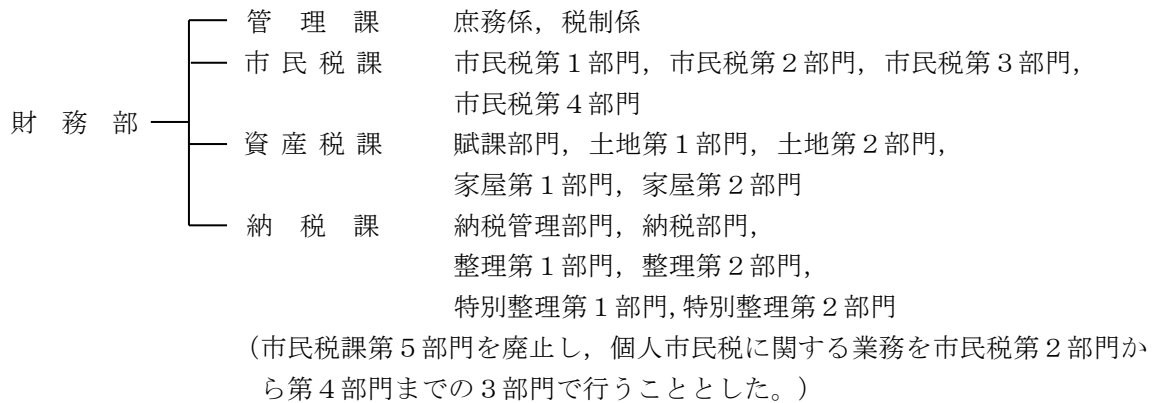 管理課 庶務係，税制係
市民税課 市民税第１部門，市民税第２部門，市民税第３部門，
市民税第４部門
財務部
資産税課 賦課部門，土地第１部門，土地第２部門，
家屋第１部門，家屋第２部門
納税課 納税管理部門，納税部門，
整理第１部門，整理第２部門，
特別整理第１部門，特別整理第２部門
（市民税課第５部門を廃止し，個人市民税に関する業務を市民税第２部門か
ら第４部門までの３部門で行うこととした。）